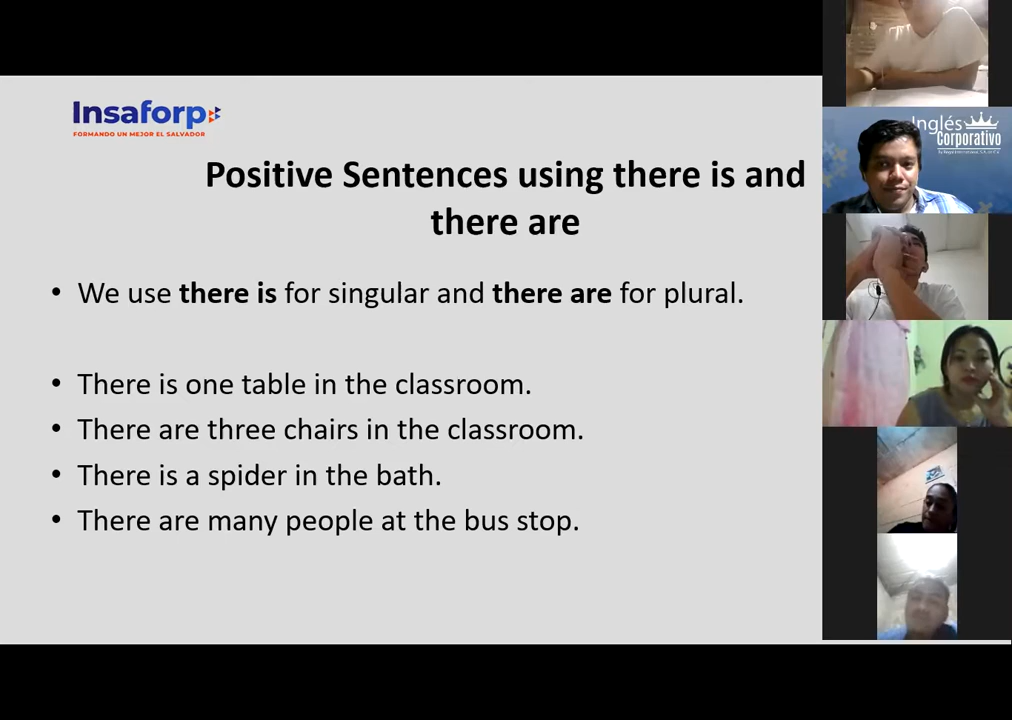 Insaforp
FORMANDO UN MEJOR EL SALVADOR
Positive Sentences using there is and
there are
• We use there is for singular and there are for plural.
• There is one table in the classroom.
• There are three chairs in the classroom.
• There is a spider in the bath.
• There are many people at the bus stop.
Inglés
Corporativo